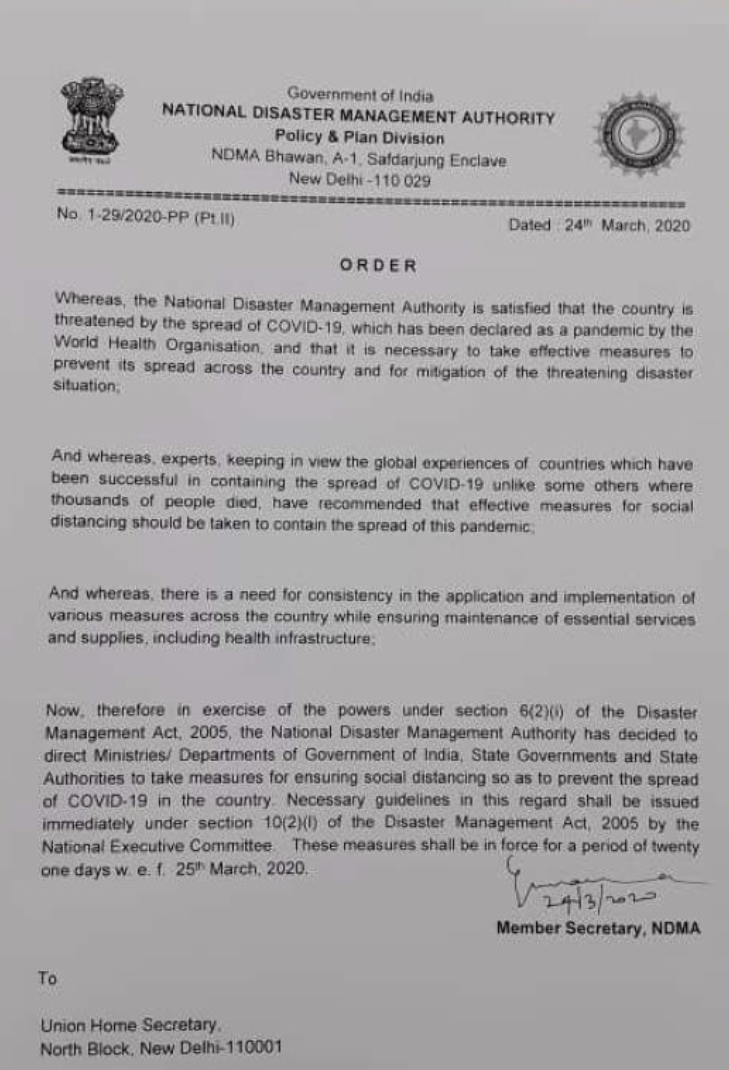 Government of India
NATIONAL DISASTER MANAGEMENT AUTHORITY
Policy & Plan Division
NDMA Bhawan, A-1, Safdarjung Enclave
New Delhi -110 029
No. 1-29/2020-PP (Pt.II)
Dated : 24th March, 2020
ORDER
Whereas, the National Disaster Management Authority is satisfied that the country is
threatened by the spread of COVID-19, which has been declared as a pandemic by the
World Health Organisation, and that it is necessary to take effective measures to
prevent its spread across the country and for mitigation of the threatening disaster
situation;
And whereas, experts, keeping in view the global experiences of countries which have
been successful in containing the spread of COVID-19 unlike some others where
thousands of people died, have recommended that effective measures for social
distancing should be taken to contain the spread of this pandemic;
And whereas, there is a need for consistency in the application and implementation of
various measures across the country while ensuring maintenance of essential services
and supplies, including health infrastructure;
Now, therefore in exercise of the powers under section 6(2)(i) of the Disaster
Management Act, 2005, the National Disaster Management Authority has decided to
direct Ministries/ Departments of Government of India, State Governments and State
Authorities to take measures for ensuring social distancing so as to prevent the spread
of COVID-19 in the country. Necessary guidelines in this regard shall be issued
immediately under section 10(2)(l) of the Disaster Management Act, 2005 by the
National Executive Committee. These measures shall be in force for a period of twenty
one days w. e. f. 25th March, 2020.
24/3/2020
Member Secretary, NDMA
To
Union Home Secretary,
North Block, New Delhi-110001